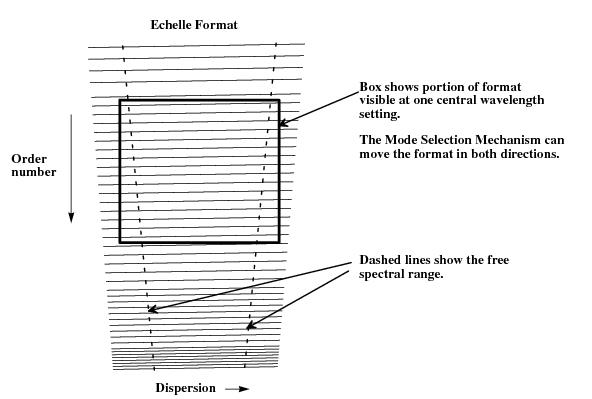 Echelle Format
Box shows portion of format
visible at one central wavelength
setting.
The Mode Selection Mechanism can
move the format in both directions.
Order
number
Dashed lines show the free
spectral range.
Dispersion